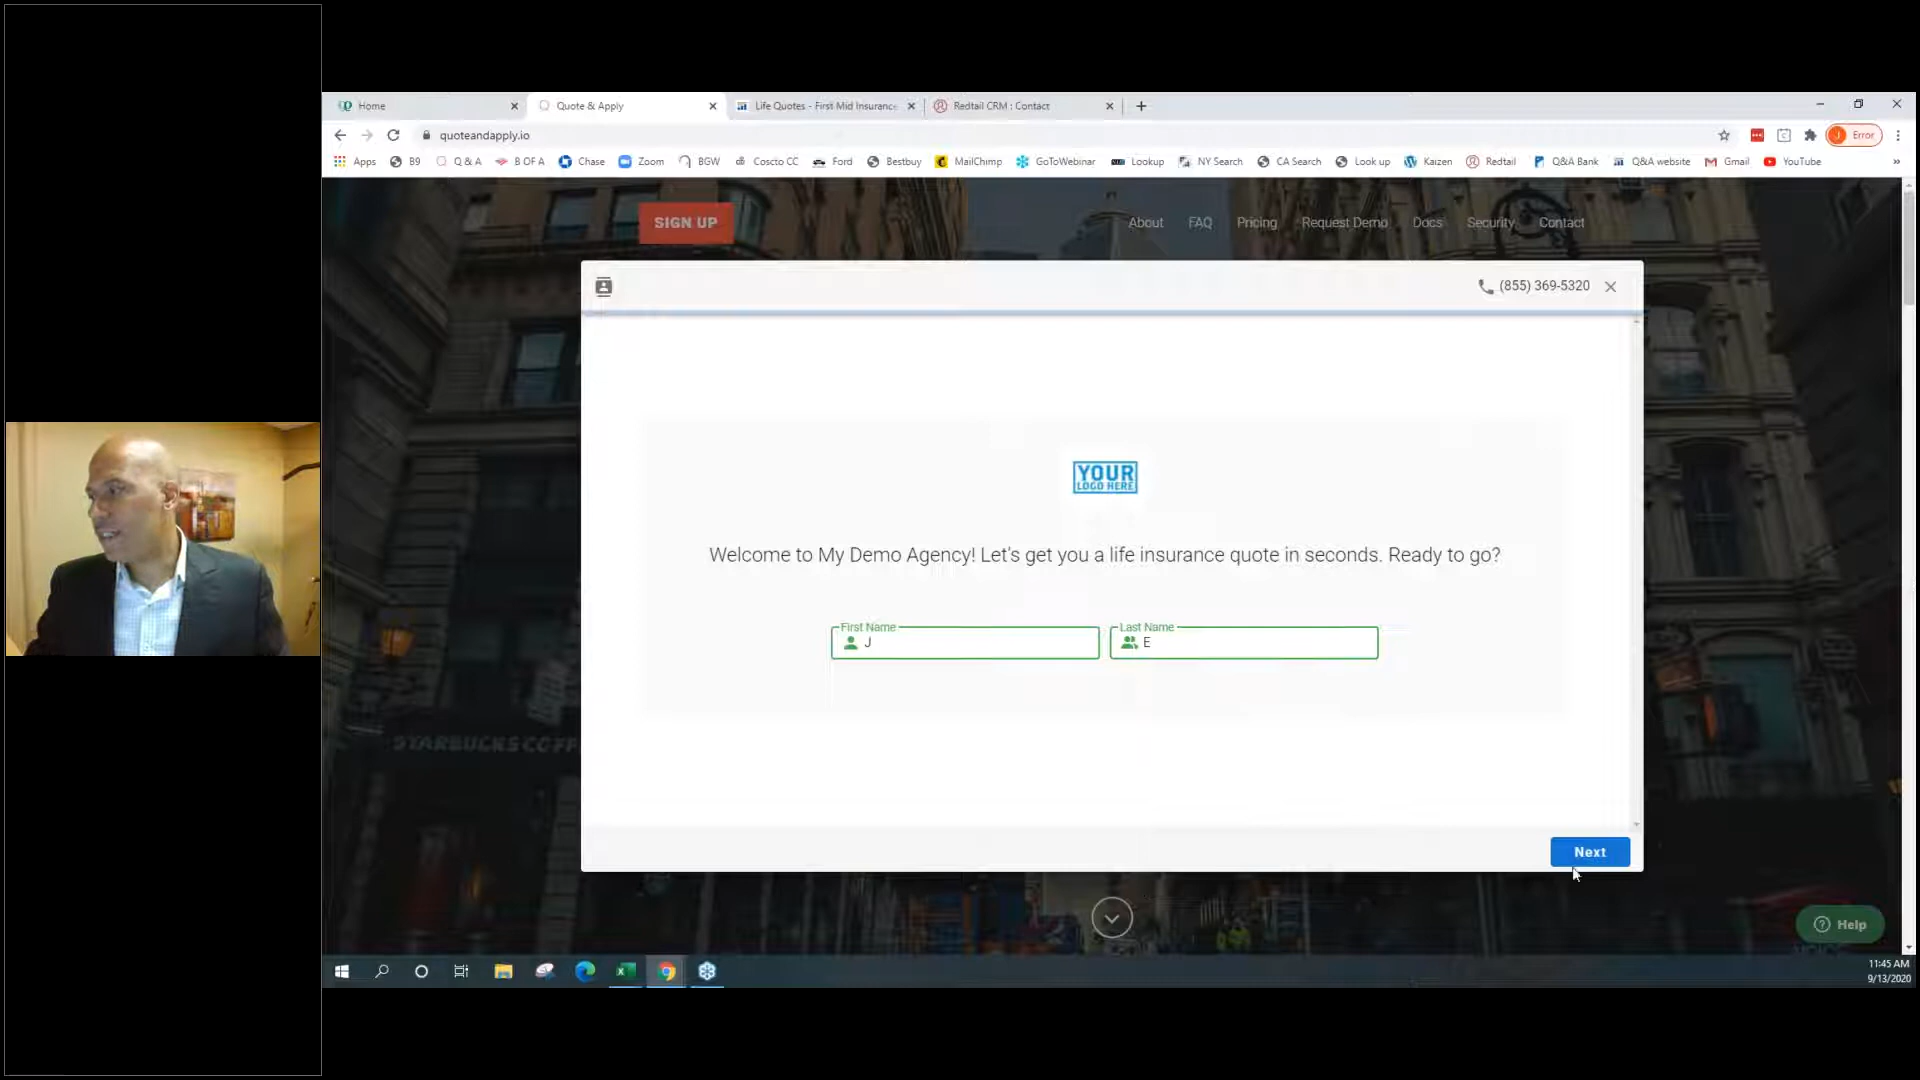 Home
Quote & Apply
Life Quotes - First Mid Insurance
Redtail CRM : Contact
quoteandapply.io
J
Error
Apps
B9
Q & A
B OF A
Chase
Zoom
BGW
Coscto CC
Ford
Bestbuy
MailChimp
GoToWebinar
Lookup
NY Search
CA Search
Look up
Kaizen
Redtail
Q&A Bank
Q&A website
Gmail
YouTube
SIGN UP
About
FAQ
Pricing
Request Demo
Docs
Security
Contact
(855) 369-5320
YOUR
LOGO HERE
Welcome to My Demo Agency! Let's get you a life insurance quote in seconds. Ready to go?
First Name
J
Last Name
E
STARBUCKS COFF
Next
Help
11:45 AM
9/13/2020